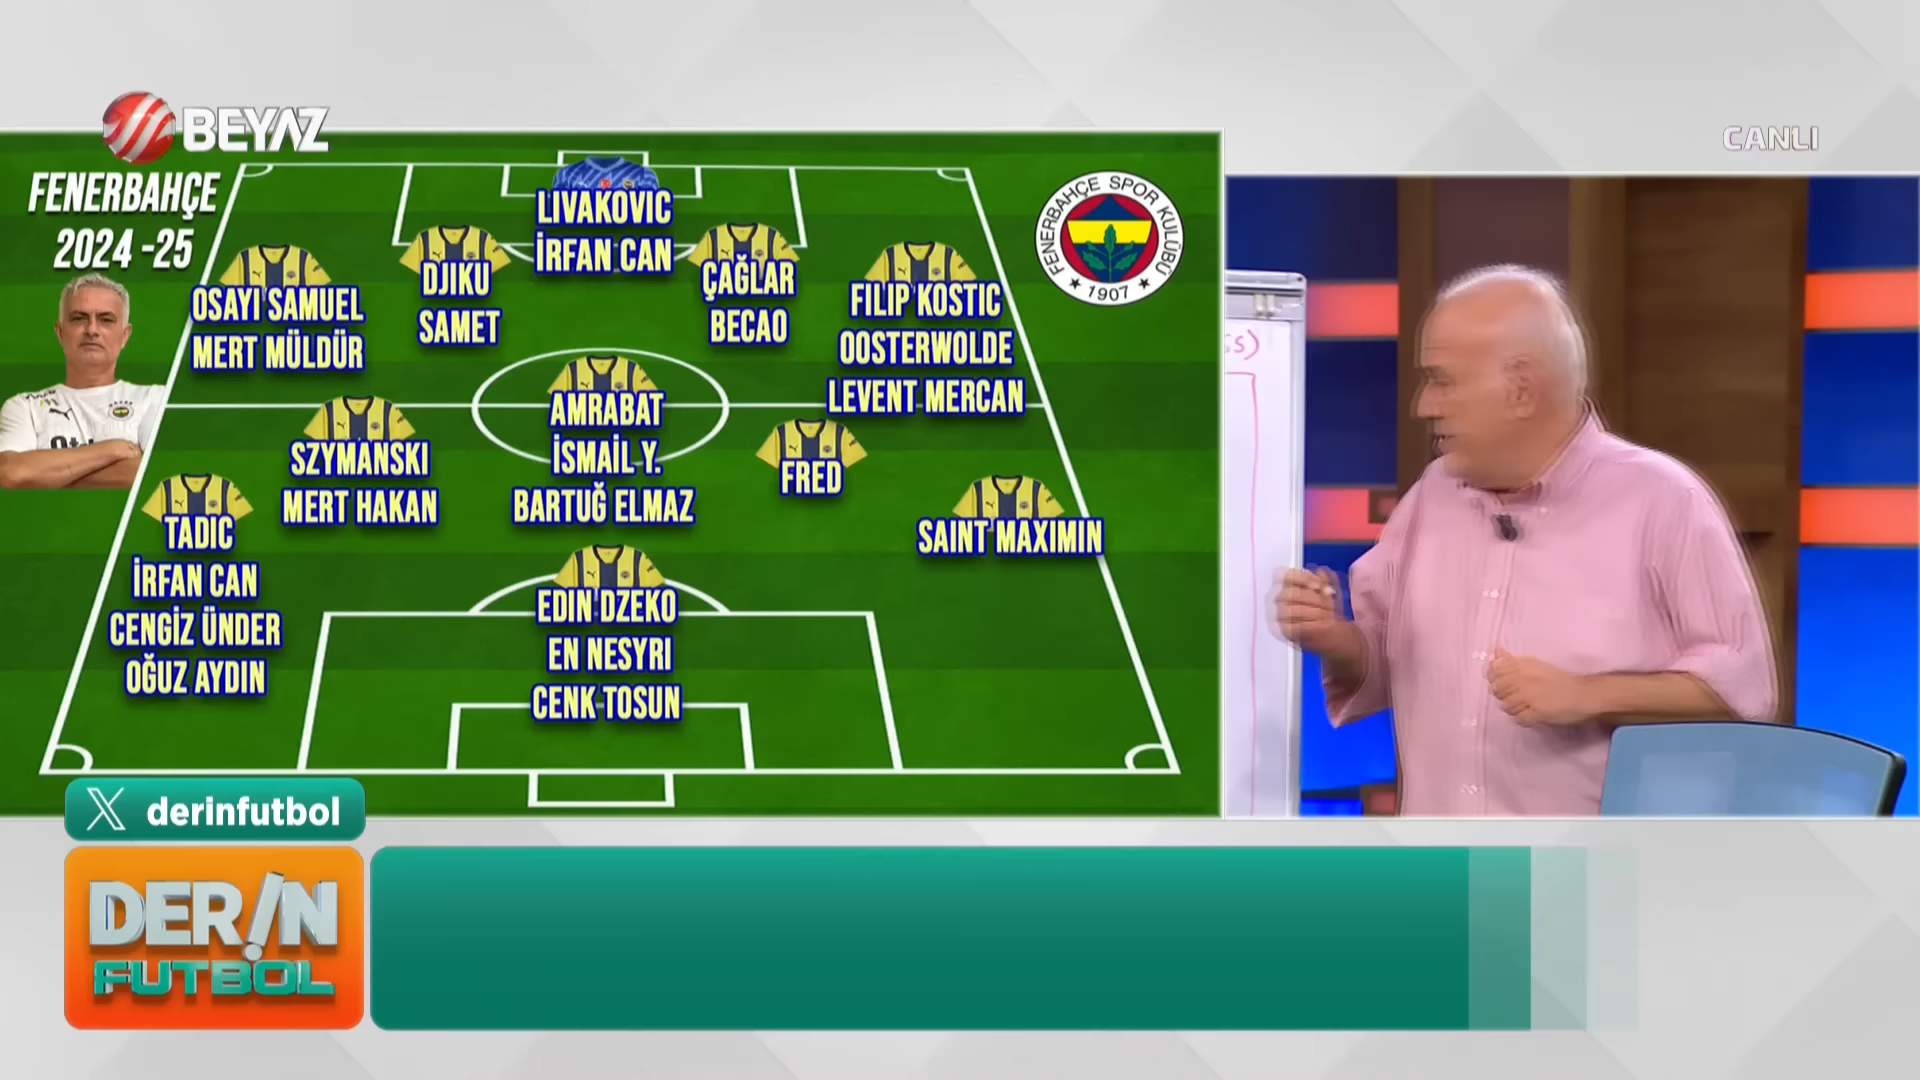 BEYAZ
CANLI
FENERBAHÇE
2024 -25
LIVAKOVIC
İRFAN CAN
OSAYI SAMUEL
MERT MÜLDÜR
DJIKU
SAMET
ÇAĞLAR
BECAO
FILIP KOSTIC
OOSTERWOLDE
LEVENT MERCAN
FENERBAHÇE SPOR KULÜBÜ
★ 1907 ★
SZYMANSKI
MERT HAKAN
AMRABAT
İSMAİL Y.
BARTUĞ ELMAZ
FRED
TADIC
İRFAN CAN
CENGİZ ÜNDER
OĞUZ AYDIN
EDIN DZEKO
EN NESYRI
CENK TOSUN
SAINT MAXIMIN
X derinfutbol
DERİN
FUTBOL